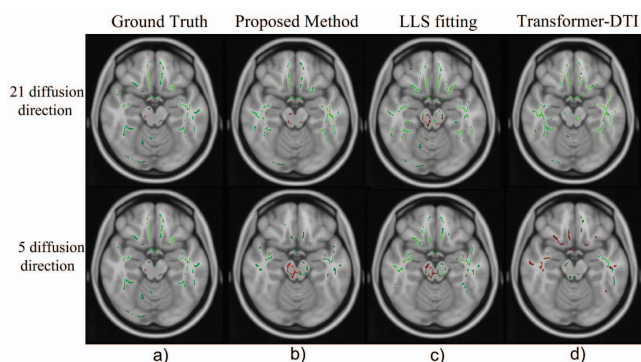 Ground Truth Proposed Method LLS fitting Transformer-DTI
21 diffusion
direction
5 diffusion
direction
a) b) c) d)